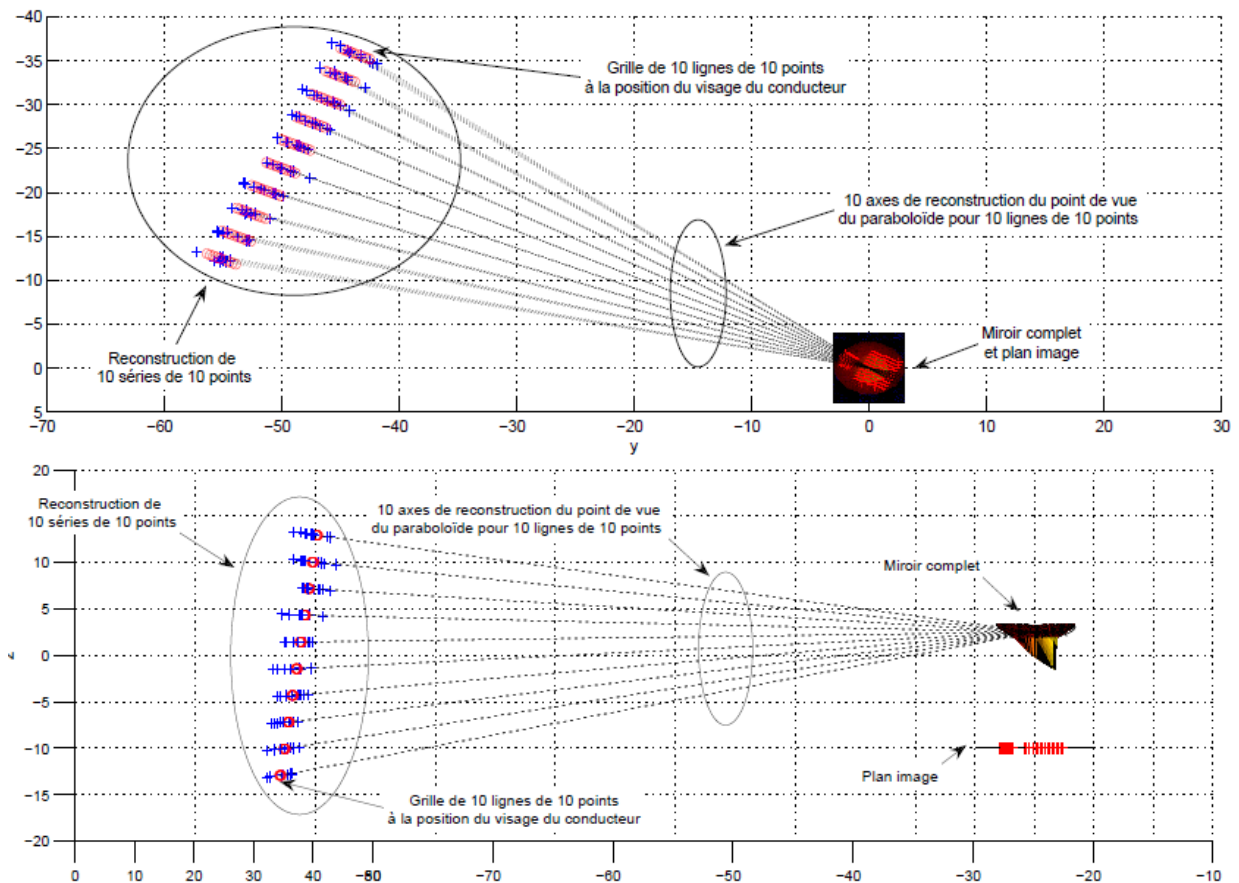 −40
−35
−30
−25
−20
−15
−10
−5
0
5
Grille de 10 lignes de 10 points
à la position du visage du conducteur
10 axes de reconstruction du point de vue
du paraboloïde pour 10 lignes de 10 points
Miroir complet
et plan image
Reconstruction de
10 séries de 10 points
−70 −60 −50 −40 −30 −20 −10 0 10 20 30
y
20
15
10
5
0
−5
−10
−15
−20
Reconstruction de
10 séries de 10 points
10 axes de reconstruction du point de vue
du paraboloïde pour 10 lignes de 10 points
Miroir complet
Plan image
Grille de 10 lignes de 10 points
à la position du visage du conducteur
0 10 20 30 40 −50 −40 −30 −20 −10